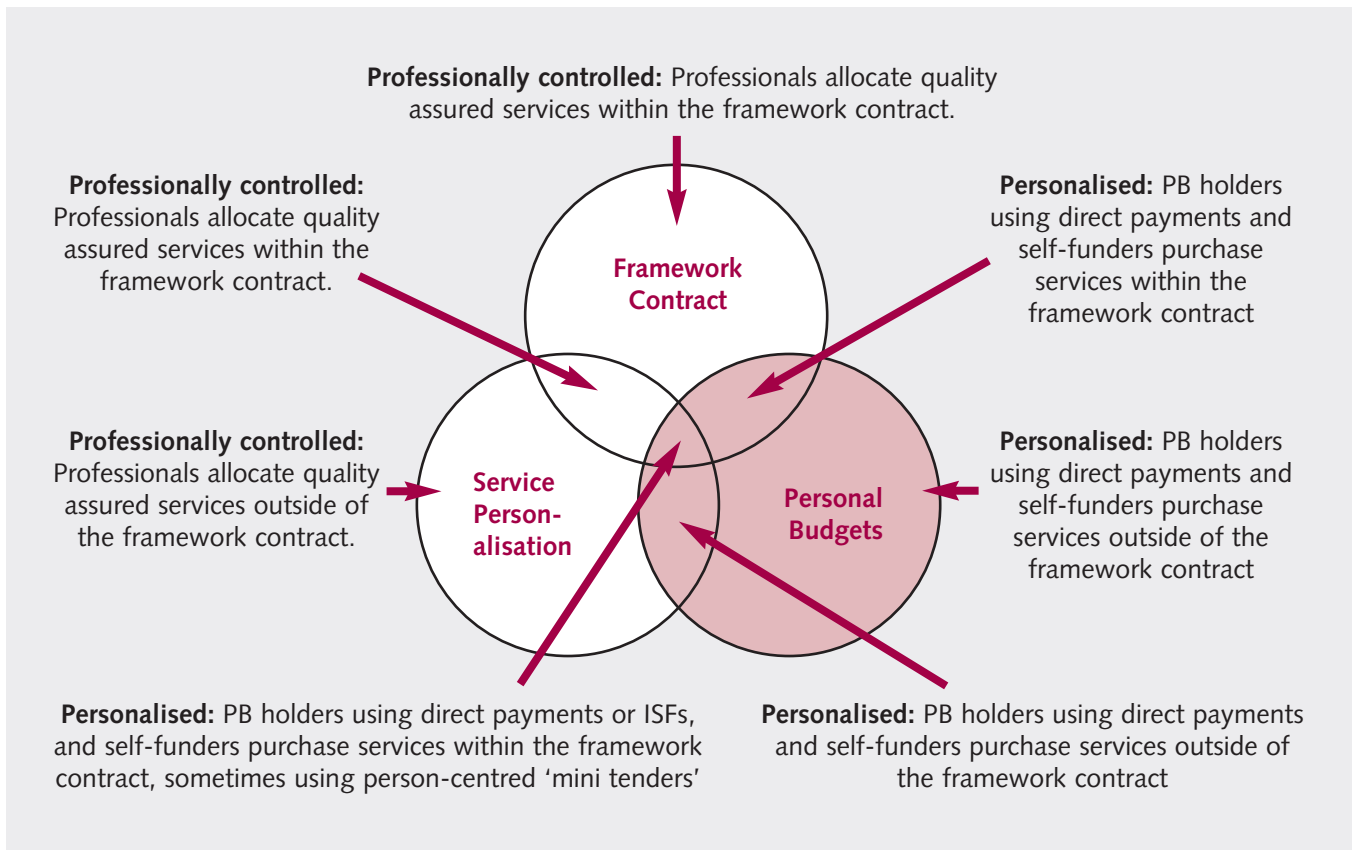 Professionally controlled: Professionals allocate quality
assured services within the framework contract.
Professionally controlled:
Professionals allocate quality
assured services within the
framework contract.
Personalised: PB holders
using direct payments and
self-funders purchase
services within the
framework contract
Framework
Contract
Professionally controlled:
Professionals allocate quality
assured services outside of
the framework contract.
Service
Person-
alisation
Personal
Budgets
Personalised: PB holders
using direct payments and
self-funders purchase
services outside of the
framework contract
Personalised: PB holders using direct payments or ISFs,
and self-funders purchase services within the framework
contract, sometimes using person-centred ‘mini tenders’
Personalised: PB holders using direct payments
and self-funders purchase services outside of
the framework contract